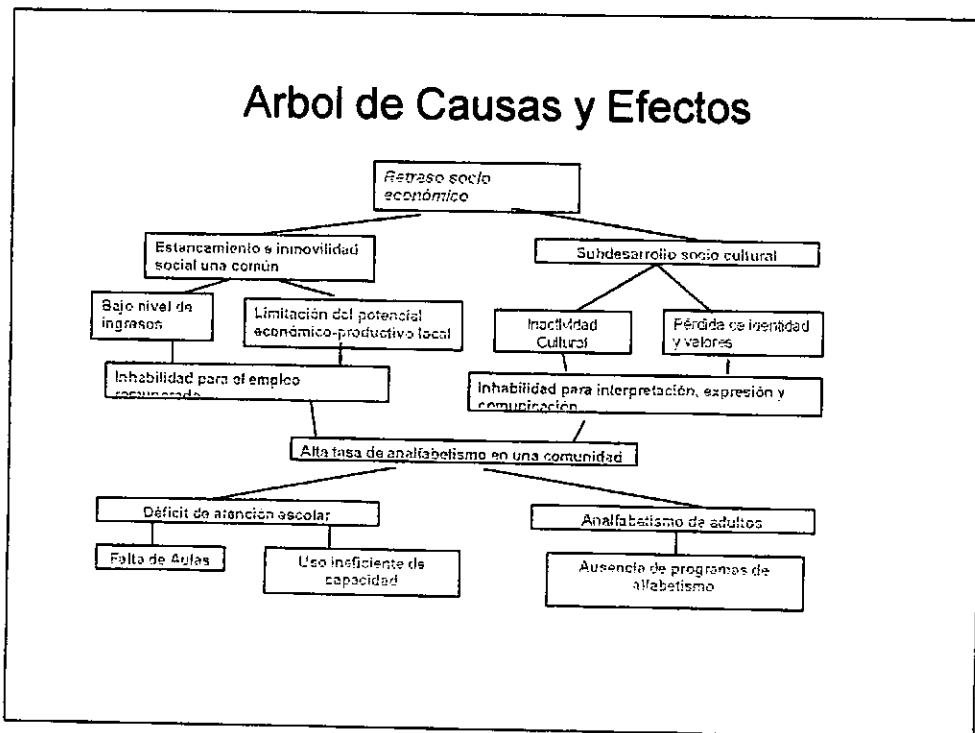 Arbol de Causas y Efectos
Retraso socio
económico
Estancamiento e inmovilidad
social una común
Subdesarrollo socio cultural
Bajo nivel de
ingresos
Limitación del potencial
económico-productivo local
Inactividad
Cultural
Pérdida de identidad
y valores
Inhabilidad para el empleo
remunerado
Inhabilidad para interpretación, expresión y
comunicación
Alta tasa de analfabetismo en una comunidad
Déficit de atención escolar
Analfabetismo de adultos
Falta de Aulas
Uso ineficiente de
capacidad
Ausencia de programas de
alfabetismo